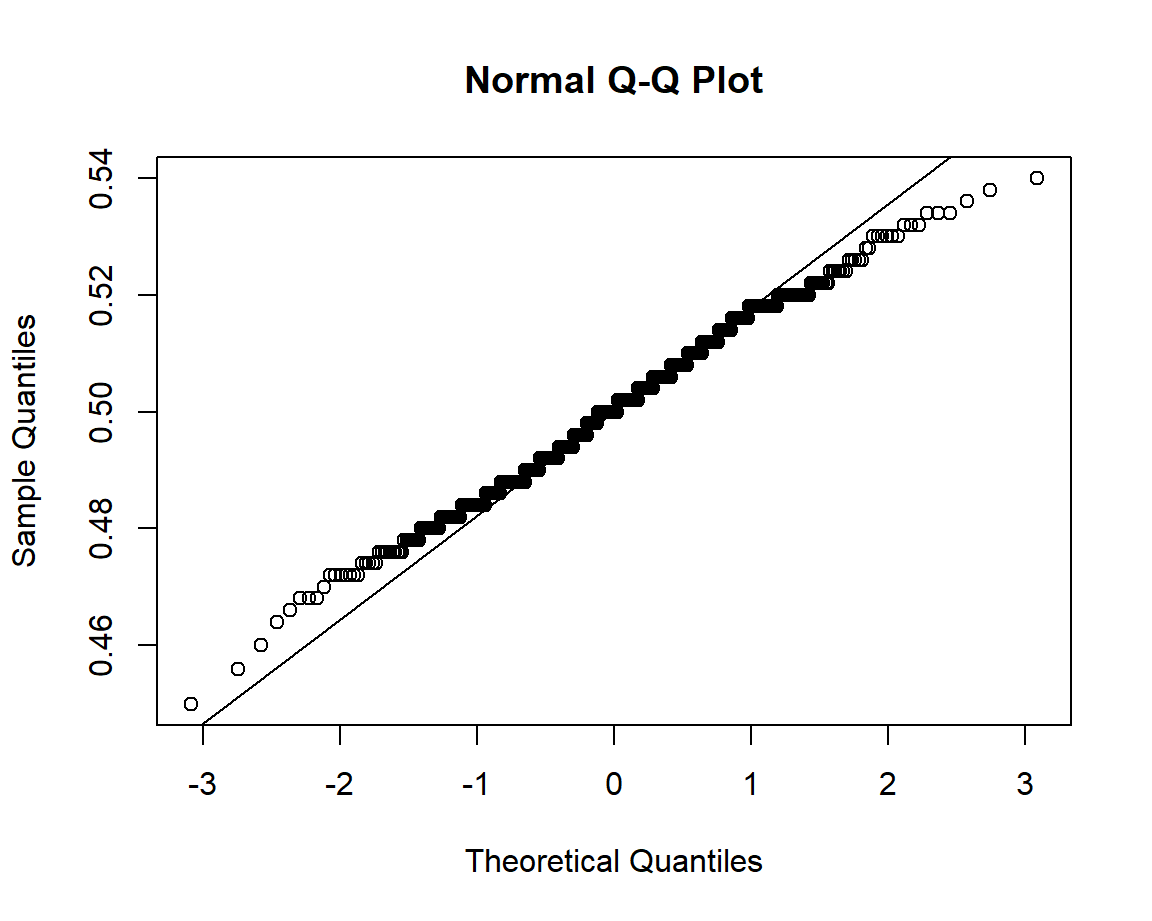 Normal Q-Q Plot
0.54
0.52
0.50
0.48
0.46
Sample Quantiles
-3 -2 -1 0 1 2 3
Theoretical Quantiles